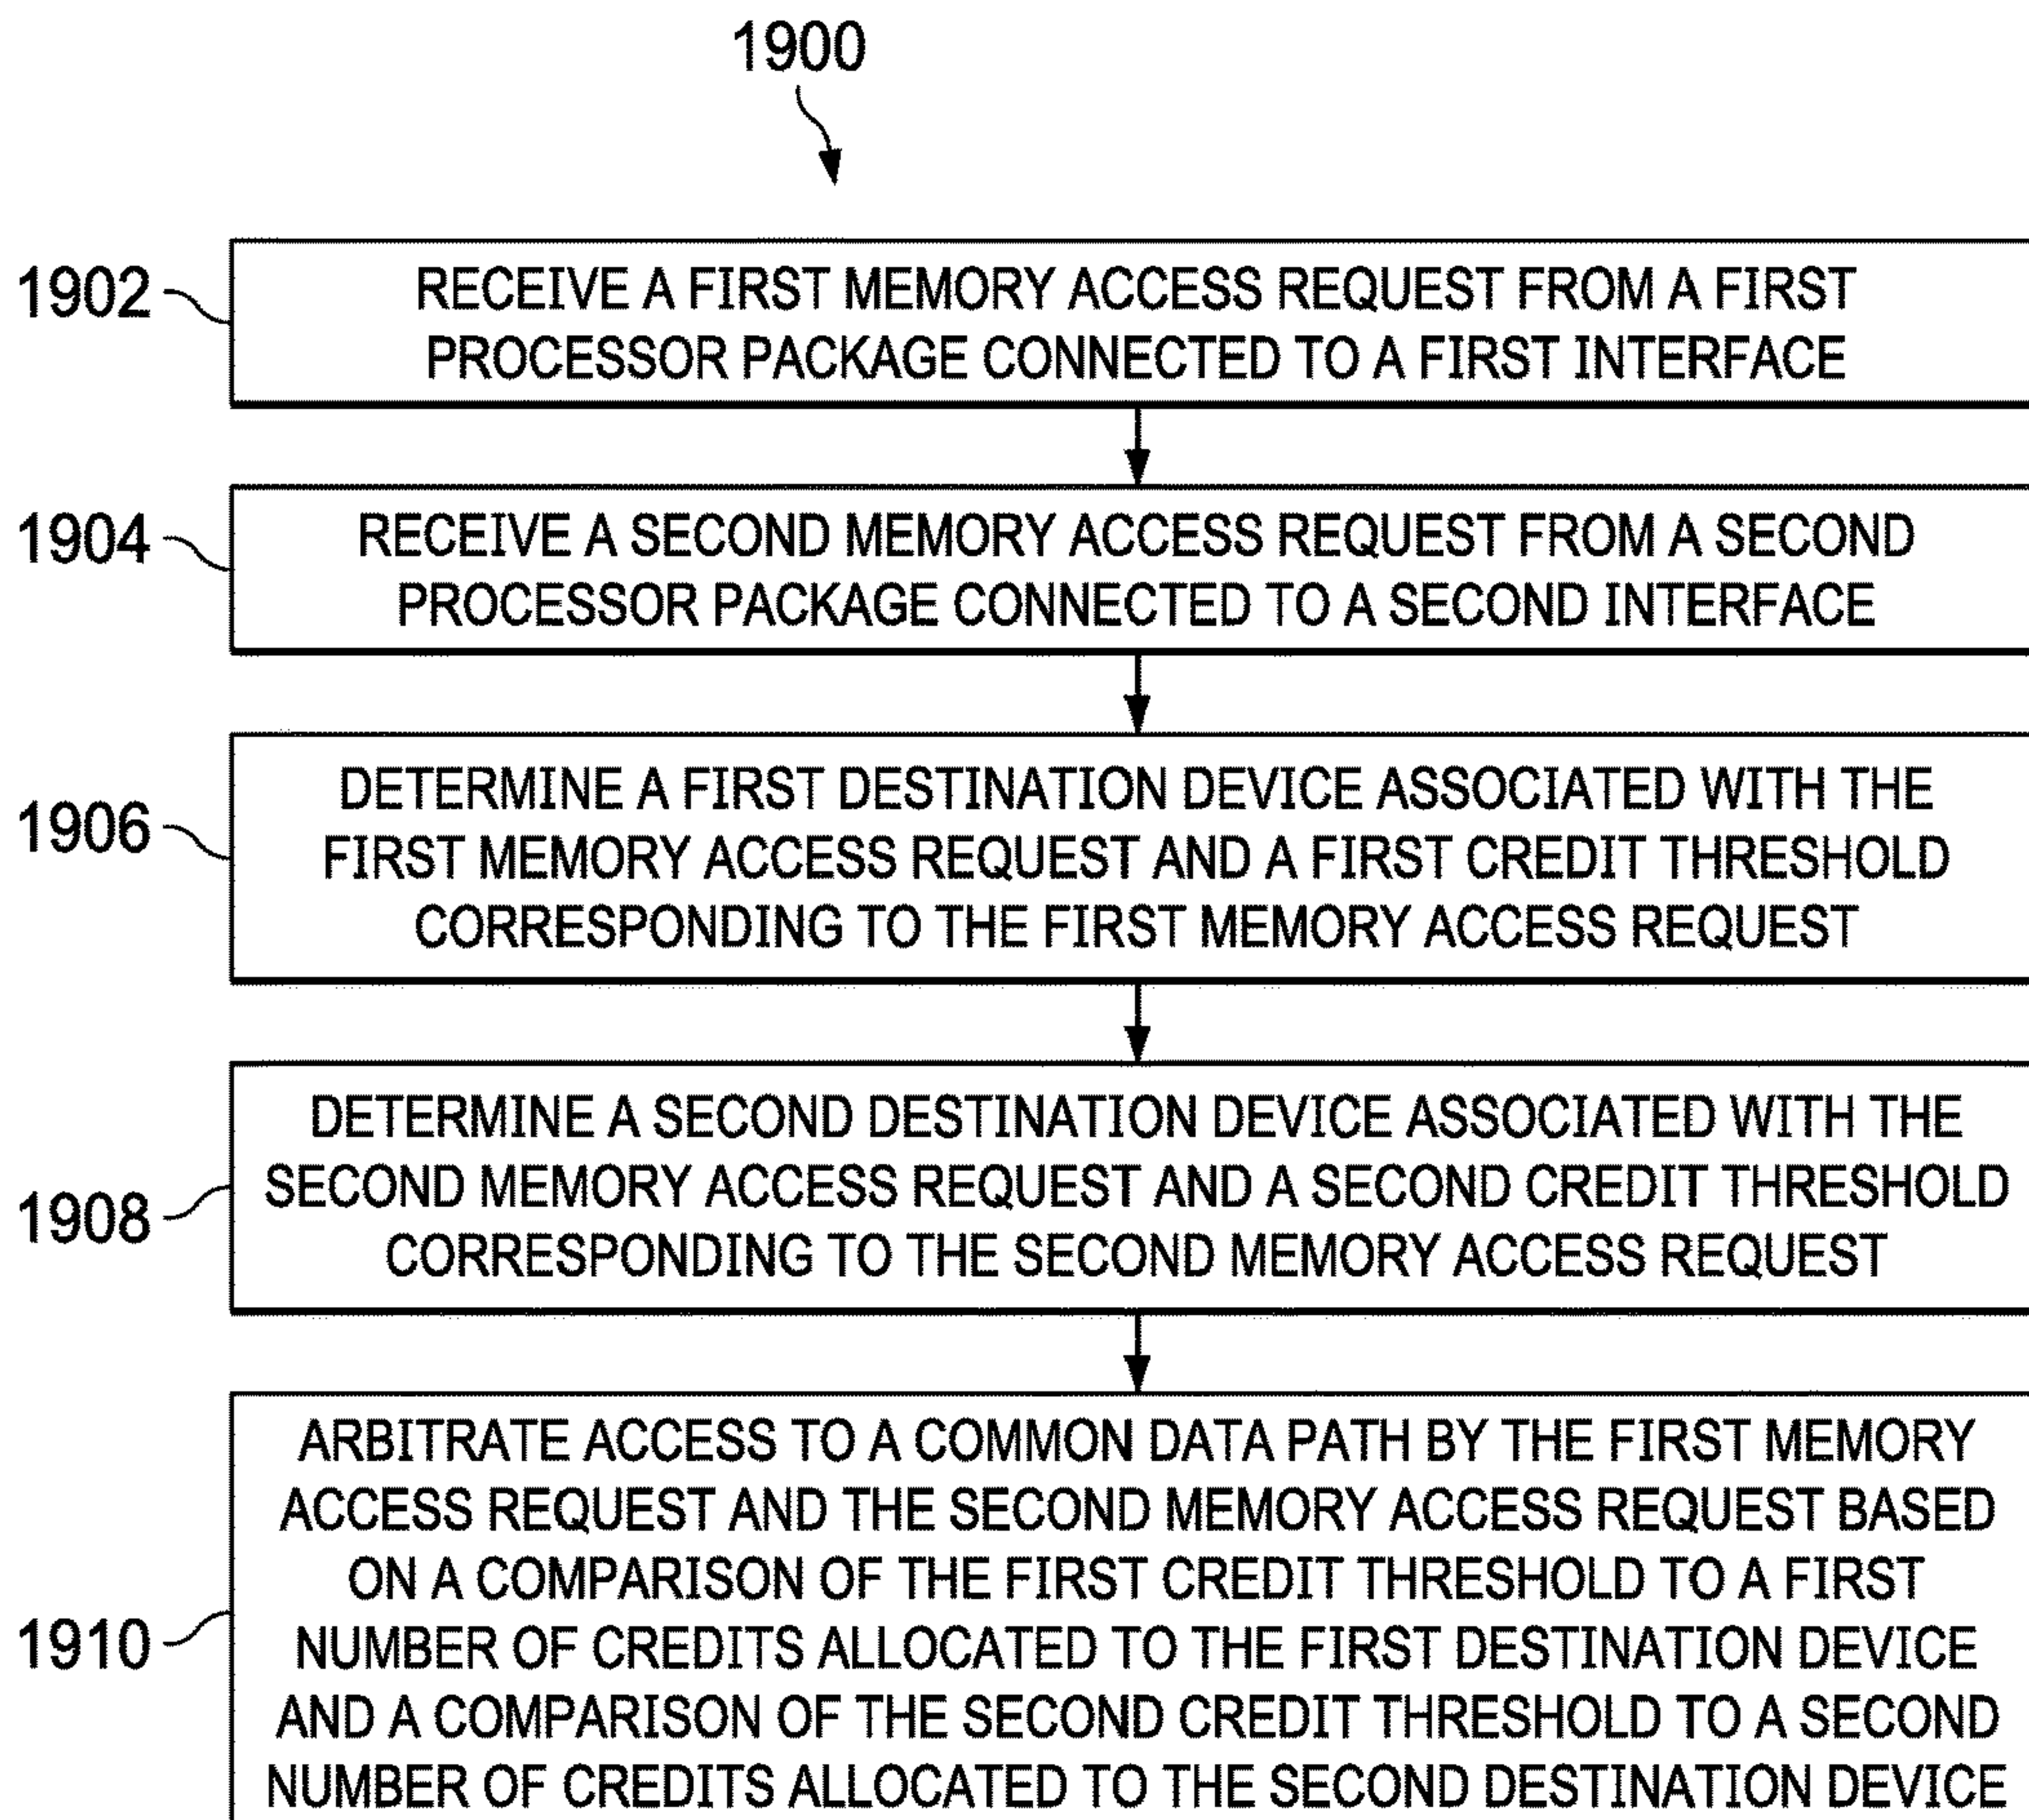 1900
1902
RECEIVE A FIRST MEMORY ACCESS REQUEST FROM A FIRST
PROCESSOR PACKAGE CONNECTED TO A FIRST INTERFACE
1904
RECEIVE A SECOND MEMORY ACCESS REQUEST FROM A SECOND
PROCESSOR PACKAGE CONNECTED TO A SECOND INTERFACE
1906
DETERMINE A FIRST DESTINATION DEVICE ASSOCIATED WITH THE
FIRST MEMORY ACCESS REQUEST AND A FIRST CREDIT THRESHOLD
CORRESPONDING TO THE FIRST MEMORY ACCESS REQUEST
1908
DETERMINE A SECOND DESTINATION DEVICE ASSOCIATED WITH THE
SECOND MEMORY ACCESS REQUEST AND A SECOND CREDIT THRESHOLD
CORRESPONDING TO THE SECOND MEMORY ACCESS REQUEST
1910
ARBITRATE ACCESS TO A COMMON DATA PATH BY THE FIRST MEMORY
ACCESS REQUEST AND THE SECOND MEMORY ACCESS REQUEST BASED
ON A COMPARISON OF THE FIRST CREDIT THRESHOLD TO A FIRST
NUMBER OF CREDITS ALLOCATED TO THE FIRST DESTINATION DEVICE
AND A COMPARISON OF THE SECOND CREDIT THRESHOLD TO A SECOND
NUMBER OF CREDITS ALLOCATED TO THE SECOND DESTINATION DEVICE